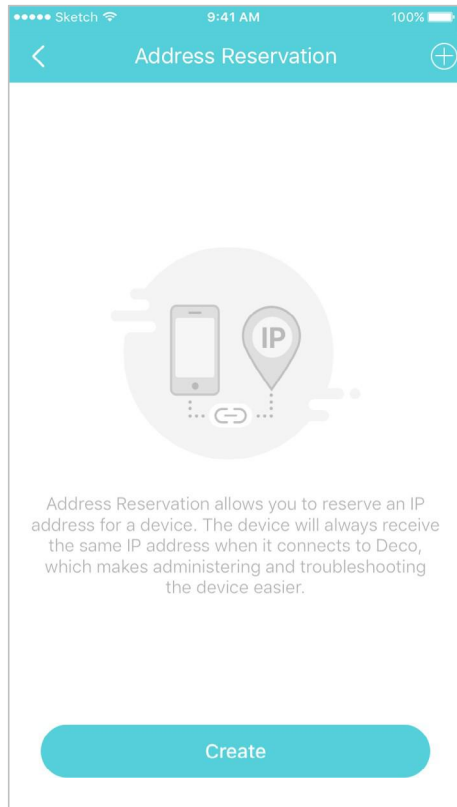 ●●●●● Sketch 9:41 AM 100%
Address Reservation
IP
Address Reservation allows you to reserve an IP
address for a device. The device will always receive
the same IP address when it connects to Deco,
which makes administering and troubleshooting
the device easier.
Create